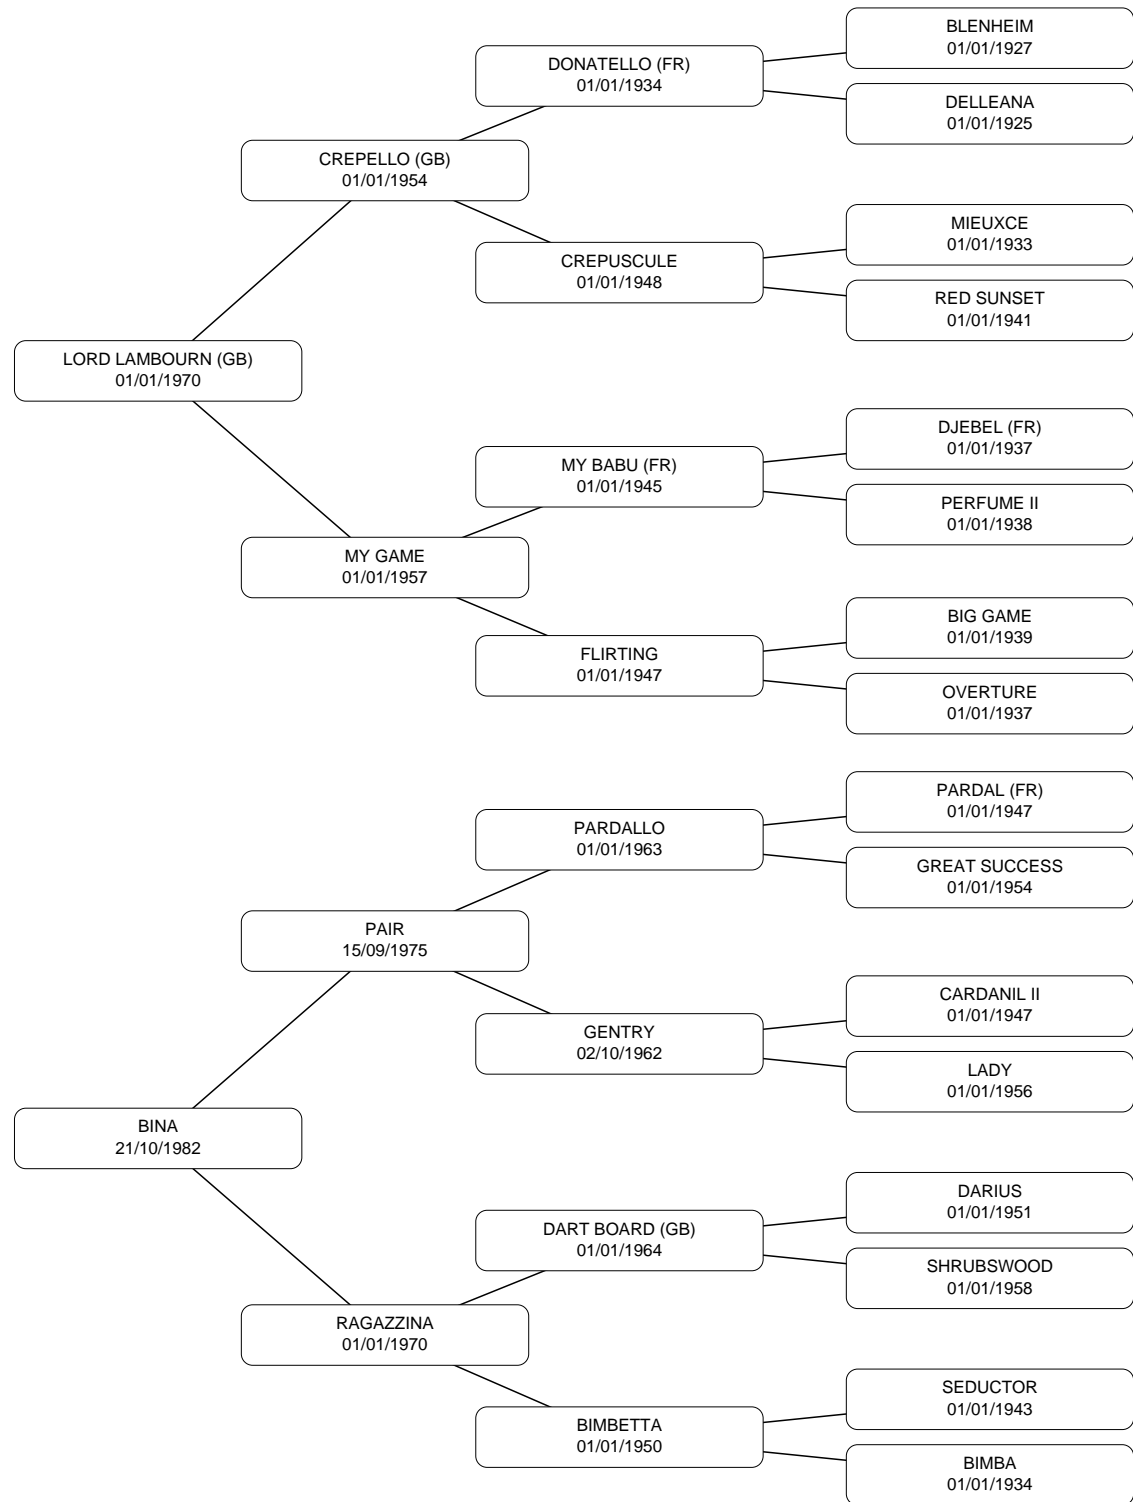 BLENHEIM
01/01/1927
DONATELLO (FR)
01/01/1934
DELLEANA
01/01/1925
CREPELLO (GB)
01/01/1954
MIEUXCE
01/01/1933
CREPUSCULE
01/01/1948
RED SUNSET
01/01/1941
LORD LAMBOURN (GB)
01/01/1970
DJEBEL (FR)
01/01/1937
MY BABU (FR)
01/01/1945
PERFUME II
01/01/1938
MY GAME
01/01/1957
BIG GAME
01/01/1939
FLIRTING
01/01/1947
OVERTURE
01/01/1937
PARDAL (FR)
01/01/1947
PARDALLO
01/01/1963
GREAT SUCCESS
01/01/1954
PAIR
15/09/1975
CARDANIL II
01/01/1947
GENTRY
02/10/1962
LADY
01/01/1956
BINA
21/10/1982
DARIUS
01/01/1951
DART BOARD (GB)
01/01/1964
SHRUBSWOOD
01/01/1958
RAGAZZINA
01/01/1970
SEDUCTOR
01/01/1943
BIMBETTA
01/01/1950
BIMBA
01/01/1934